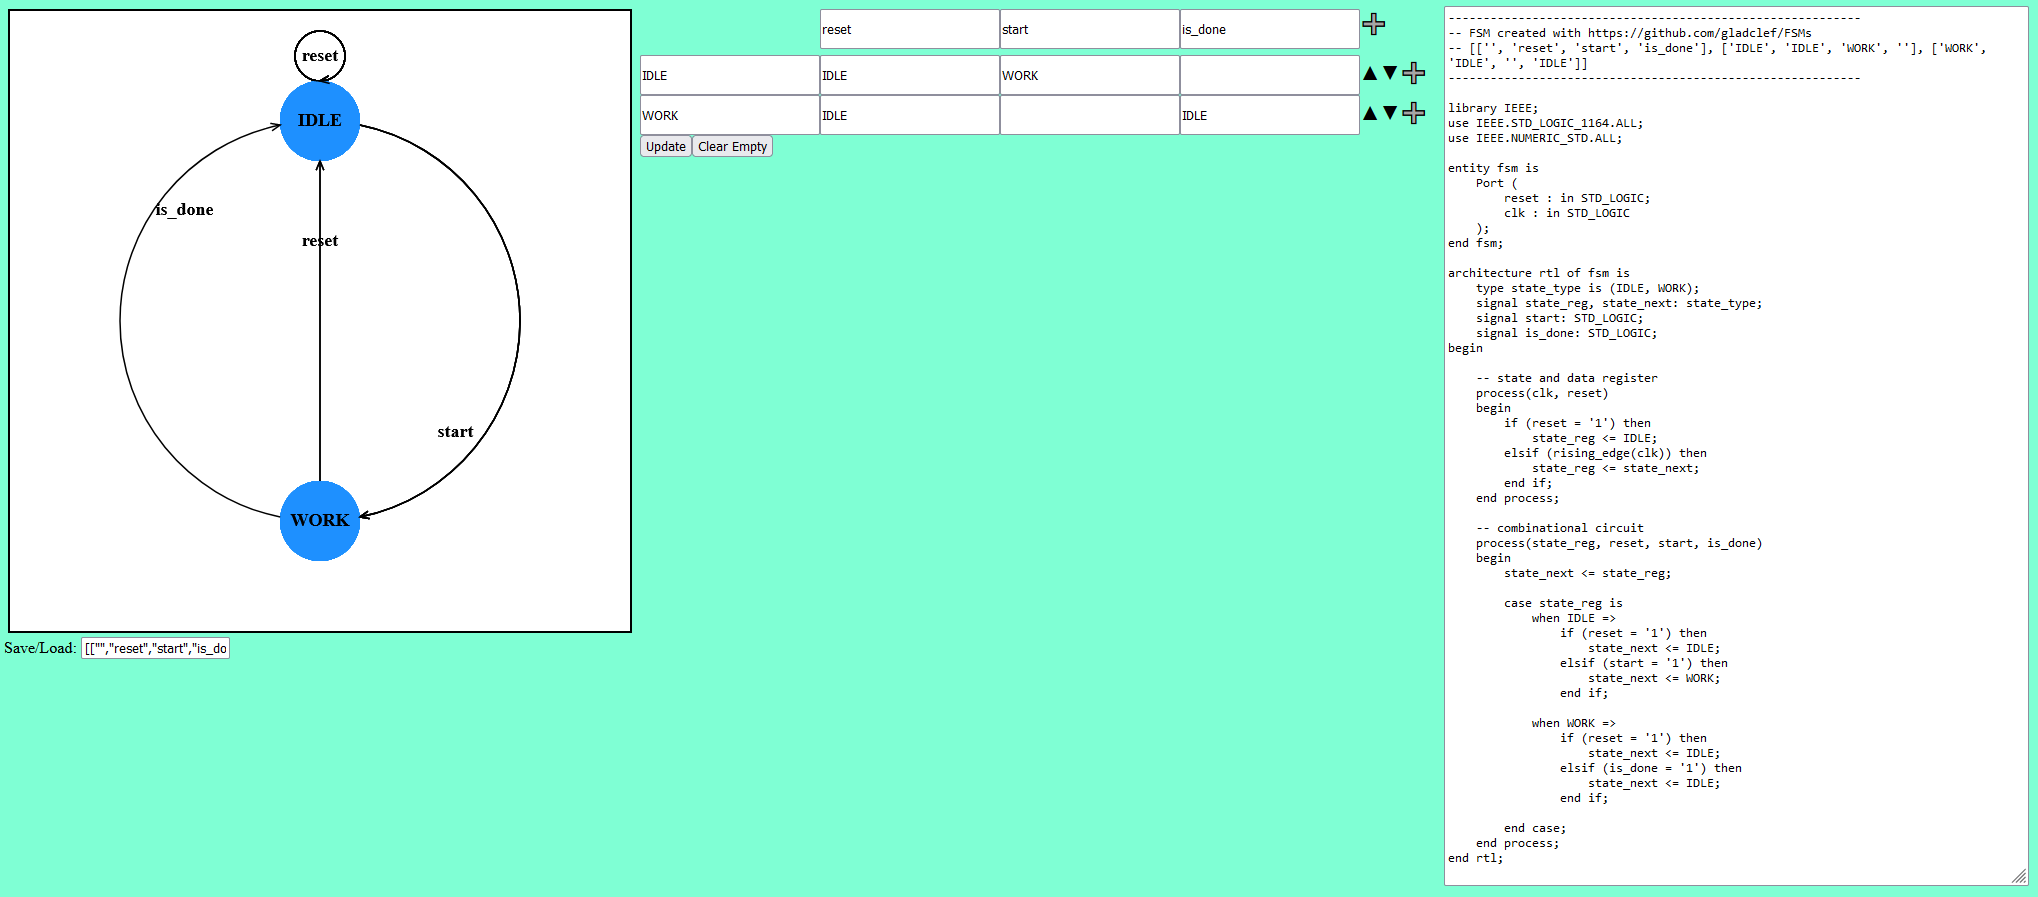 reset
IDLE
is_done
reset
start
WORK
Save/Load: [["","reset","start","is_do
reset start is_done
IDLE IDLE WORK
WORK IDLE IDLE
Update Clear Empty
-----------------------------------------------------------
-- FSM created with https://github.com/gladclef/FSMs
-- [['', 'reset', 'start', 'is_done'], ['IDLE', 'IDLE', 'WORK', ''], ['WORK',
'IDLE', '', 'IDLE']]
-----------------------------------------------------------
library IEEE;
use IEEE.STD_LOGIC_1164.ALL;
use IEEE.NUMERIC_STD.ALL;
entity fsm is
    Port (
        reset : in STD_LOGIC;
        clk : in STD_LOGIC
    );
end fsm;
architecture rtl of fsm is
    type state_type is (IDLE, WORK);
    signal state_reg, state_next: state_type;
    signal start: STD_LOGIC;
    signal is_done: STD_LOGIC;
begin
    -- state and data register
    process(clk, reset)
    begin
        if (reset = '1') then
            state_reg <= IDLE;
        elsif (rising_edge(clk)) then
            state_reg <= state_next;
        end if;
    end process;
    -- combinational circuit
    process(state_reg, reset, start, is_done)
    begin
        state_next <= state_reg;
        case state_reg is
            when IDLE =>
                if (reset = '1') then
                    state_next <= IDLE;
                elsif (start = '1') then
                    state_next <= WORK;
                end if;
            when WORK =>
                if (reset = '1') then
                    state_next <= IDLE;
                elsif (is_done = '1') then
                    state_next <= IDLE;
                end if;
        end case;
    end process;
end rtl;